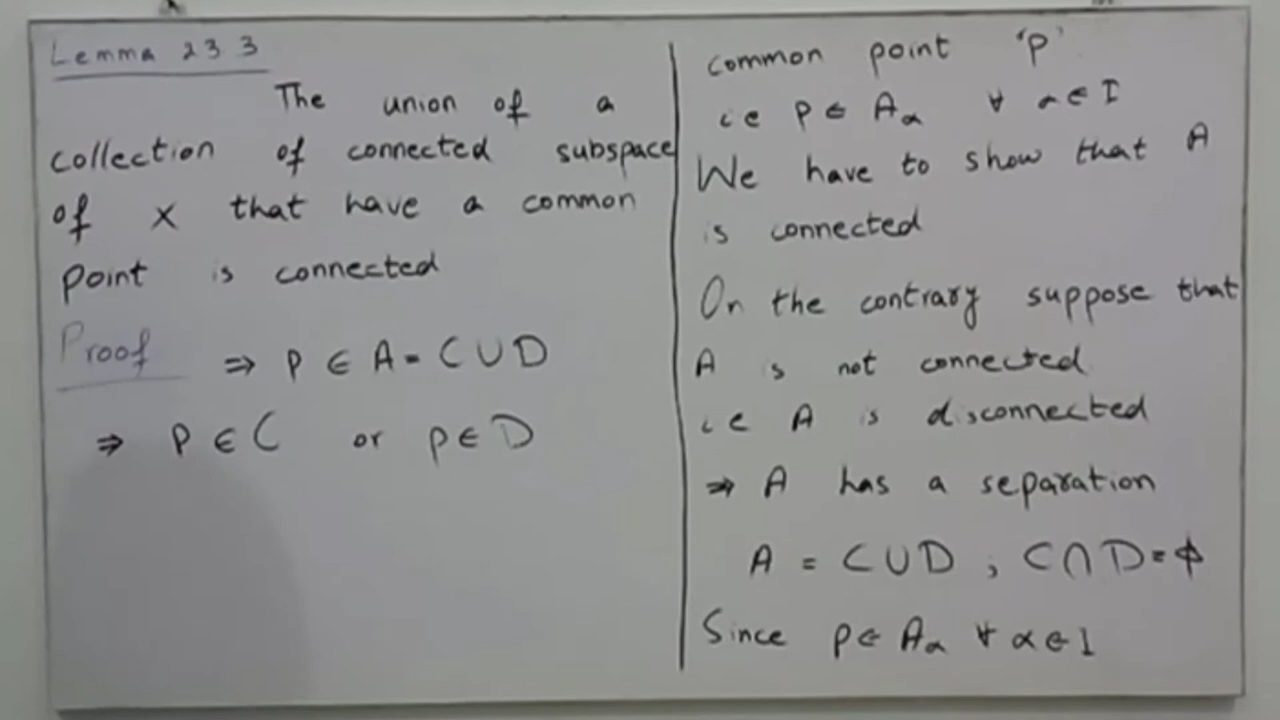 Lemma 23 3
The union of a
collection of connected subspace
of X that have a common
point is connected
Proof ⇒ P ∈ A = C ∪ D
⇒ P ∈ C or P ∈ D
common point 'P'
ie P ∈ Aα ∀ α ∈ I
We have to show that A
is connected
On the contrary suppose that
A is not connected
ie A is disconnected
⇒ A has a separation
A = C ∪ D , C ∩ D = ϕ
Since P ∈ Aα ∀ α ∈ I